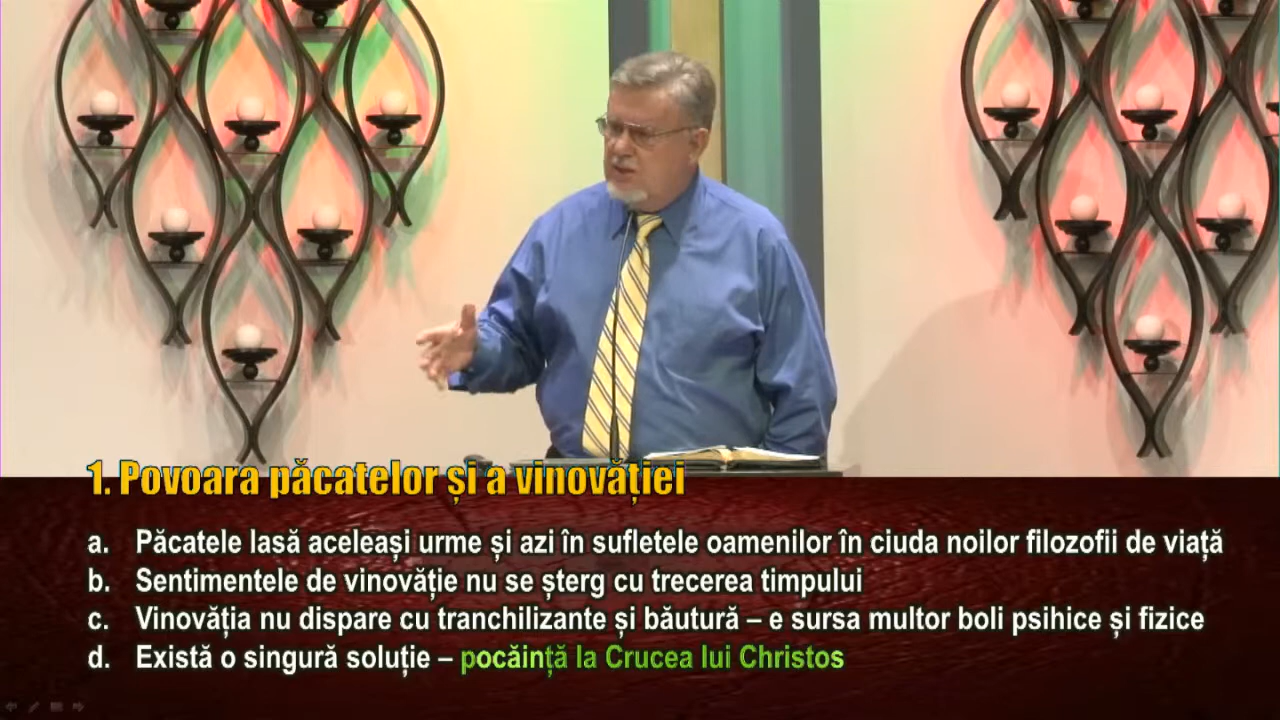 1. Povoara păcatelor și a vinovăției
a. Păcatele lasă aceleași urme și azi în sufletele oamenilor în ciuda noilor filozofii de viață
b. Sentimentele de vinovăție nu se șterg cu trecerea timpului
c. Vinovăția nu dispare cu tranchilizante și băutură – e sursa multor boli psihice și fizice
d. Există o singură soluție – pocăință la Crucea lui Christos